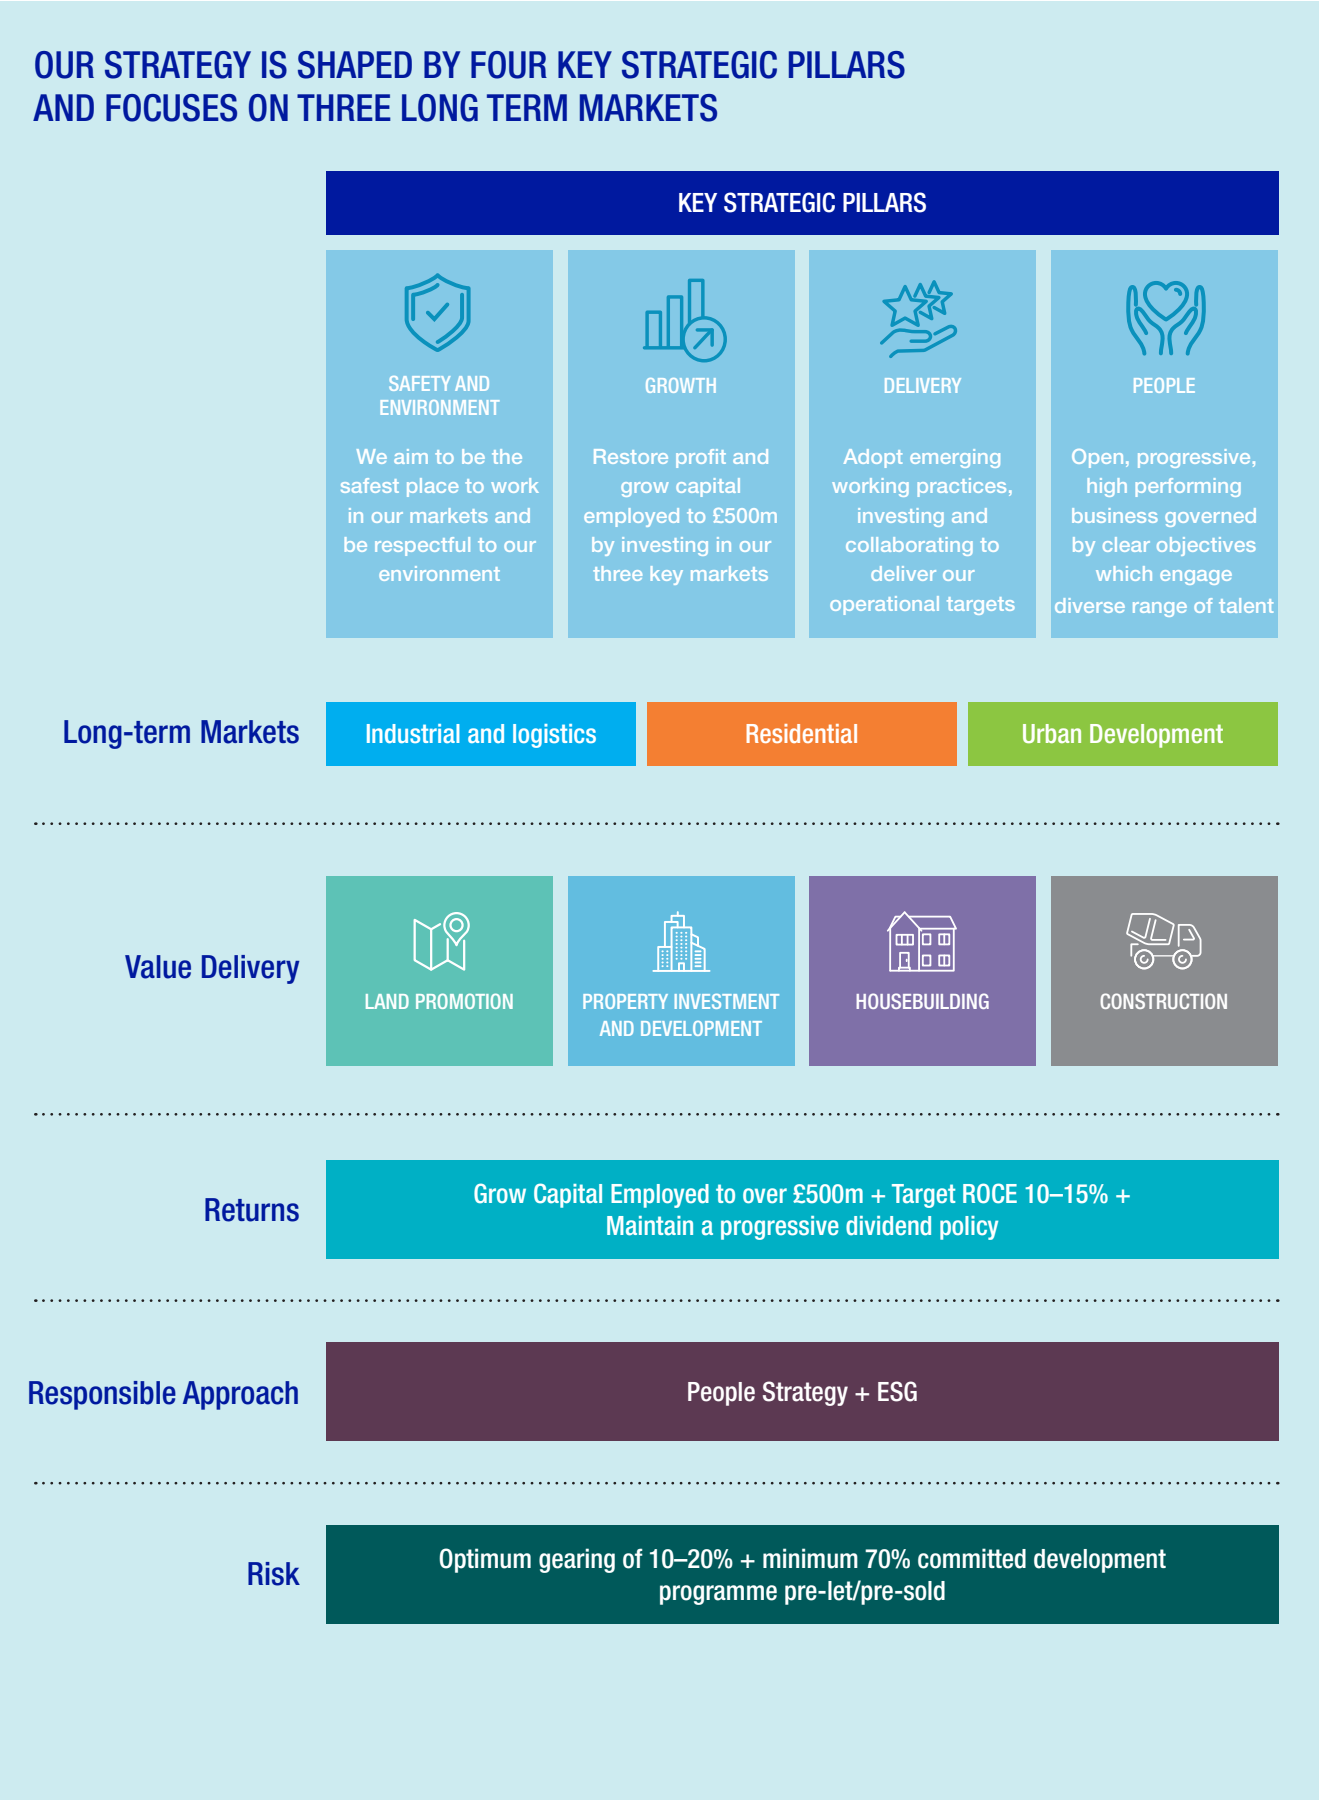 OUR STRATEGY IS SHAPED BY FOUR KEY STRATEGIC PILLARS
AND FOCUSES ON THREE LONG TERM MARKETS
KEY STRATEGIC PILLARS
SAFETY AND
ENVIRONMENT
We aim to be the
safest place to work
in our markets and
be respectful to our
environment
GROWTH
Restore profit and
grow capital
employed to £500m
by investing in our
three key markets
DELIVERY
Adopt emerging
working practices,
investing and
collaborating to
deliver our
operational targets
PEOPLE
Open, progressive,
high performing
business governed
by clear objectives
which engage
diverse range of talent
Long-term Markets
Industrial and logistics
Residential
Urban Development
Value Delivery
LAND PROMOTION
PROPERTY INVESTMENT
AND DEVELOPMENT
HOUSEBUILDING
CONSTRUCTION
Returns
Grow Capital Employed to over £500m + Target ROCE 10–15% +
Maintain a progressive dividend policy
Responsible Approach
People Strategy + ESG
Risk
Optimum gearing of 10–20% + minimum 70% committed development
programme pre-let/pre-sold